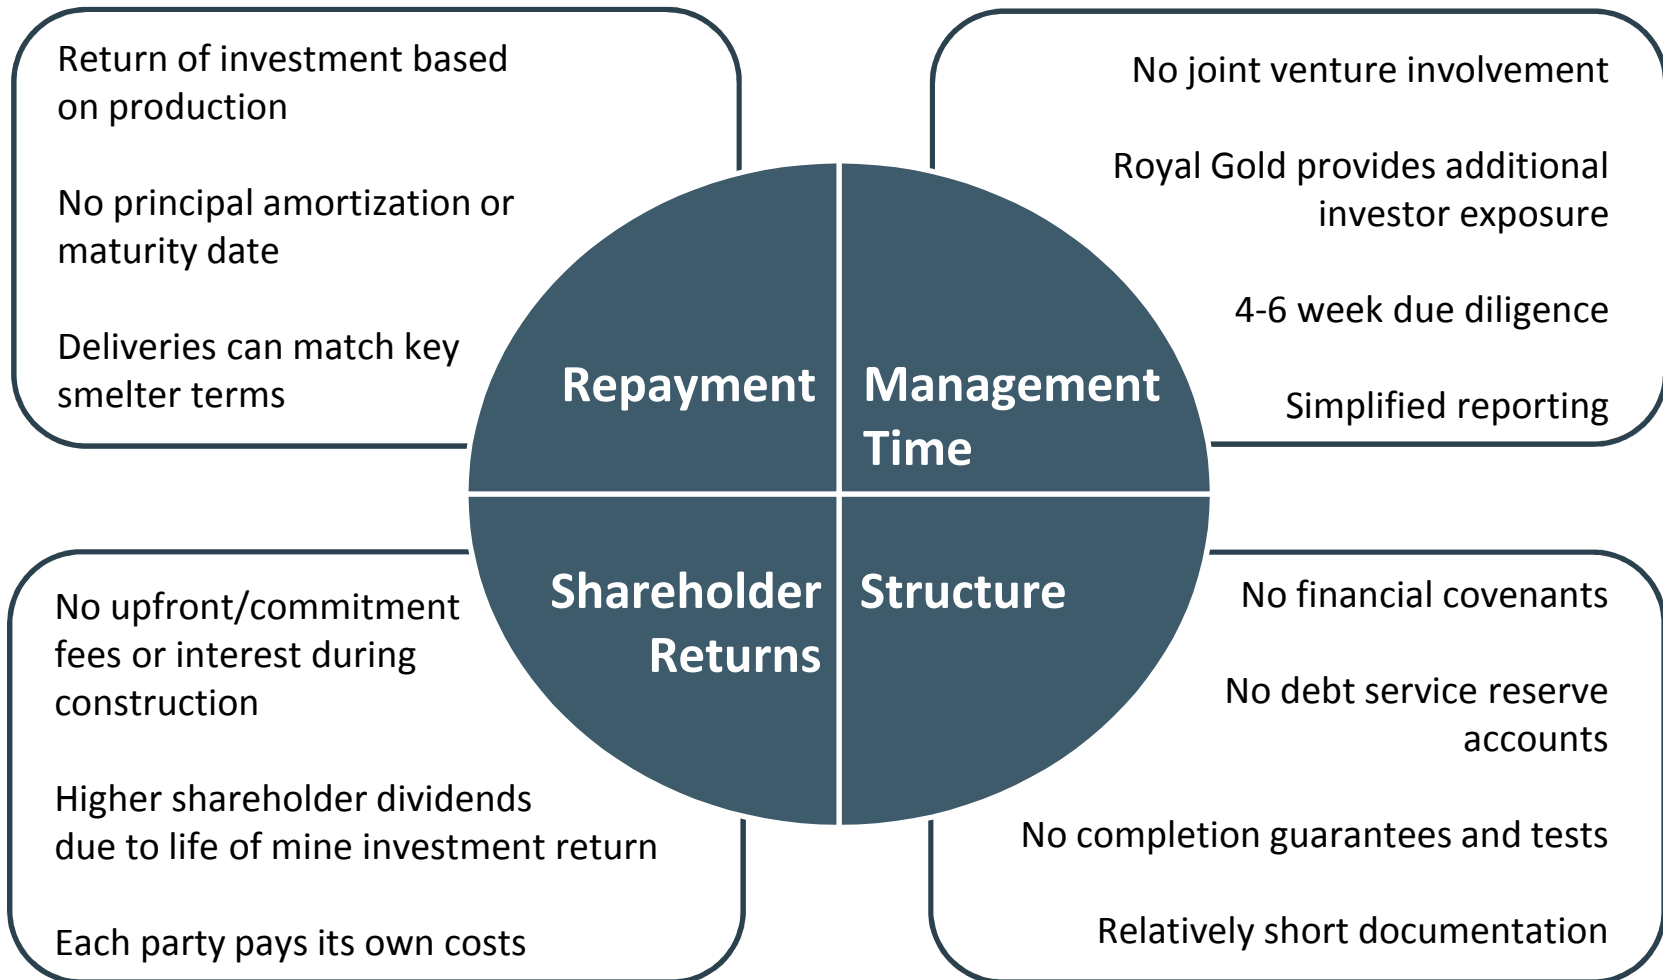 Return of investment based
on production
No principal amortization or
maturity date
Deliveries can match key
smelter terms
Repayment
No joint venture involvement
Royal Gold provides additional
investor exposure
4-6 week due diligence
Simplified reporting
Management
Time
No upfront/commitment
fees or interest during
construction
Higher shareholder dividends
due to life of mine investment return
Each party pays its own costs
Shareholder
Returns
Structure
No financial covenants
No debt service reserve
accounts
No completion guarantees and tests
Relatively short documentation